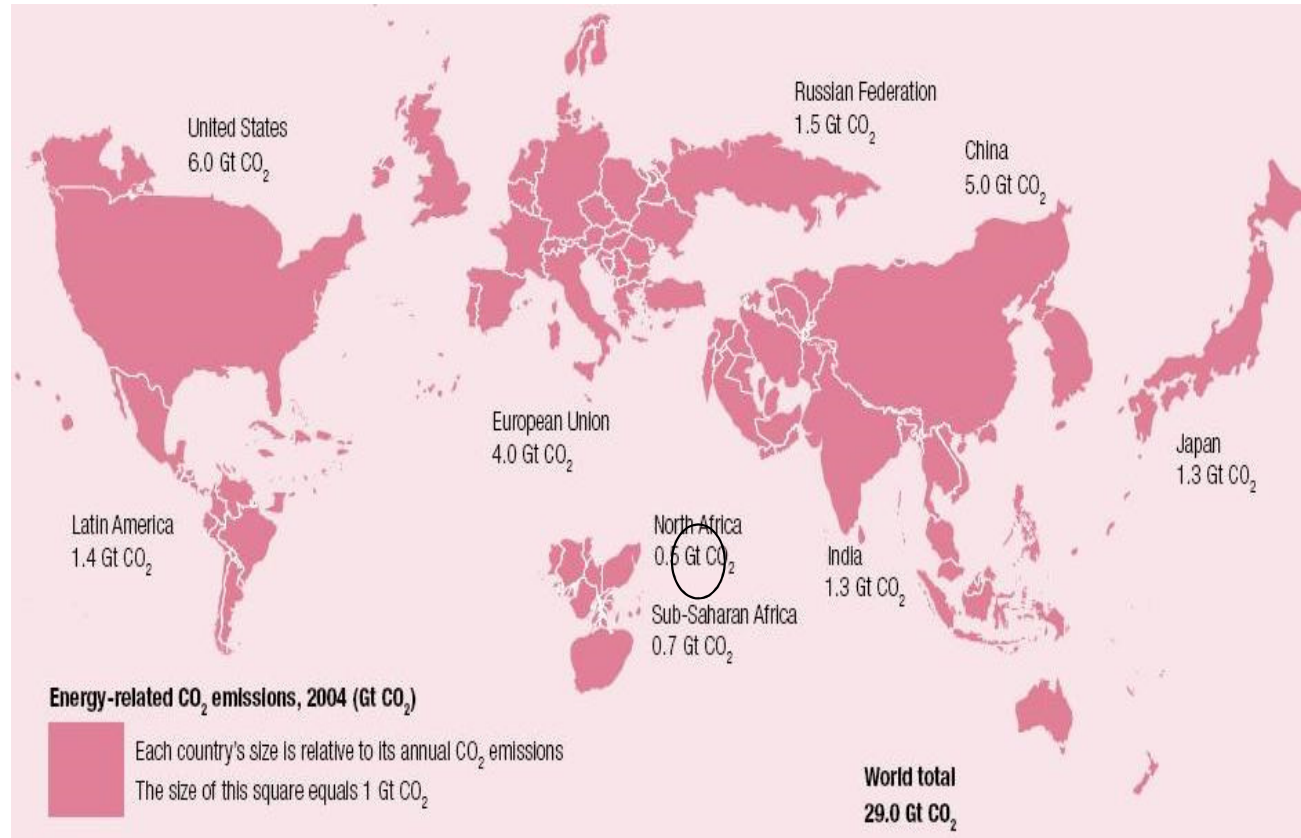 United States
6.0 Gt CO₂
Russian Federation
1.5 Gt CO₂
China
5.0 Gt CO₂
European Union
4.0 Gt CO₂
Japan
1.3 Gt CO₂
Latin America
1.4 Gt CO₂
North Africa
0.5 Gt CO₂
India
1.3 Gt CO₂
Sub-Saharan Africa
0.7 Gt CO₂
Energy-related CO₂ emissions, 2004 (Gt CO₂)
Each country's size is relative to its annual CO₂ emissions
The size of this square equals 1 Gt CO₂
World total
29.0 Gt CO₂